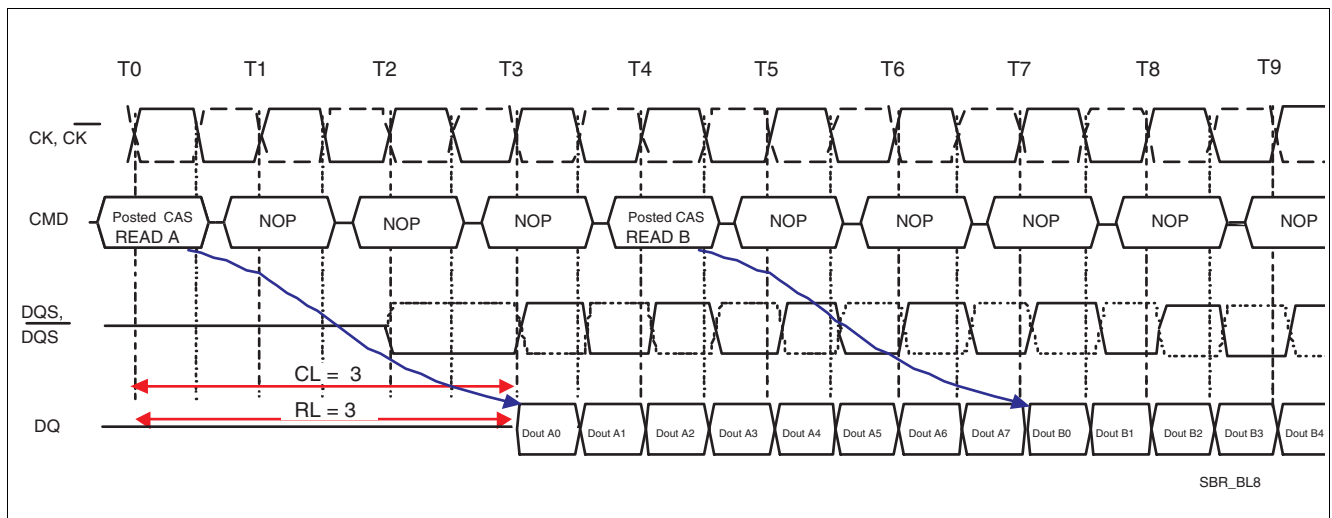 T0 T1 T2 T3 T4 T5 T6 T7 T8 T9
CK, CK
CMD
Posted CAS
READ A
NOP
NOP
NOP
Posted CAS
READ B
NOP
NOP
NOP
NOP
NOP
DQS,
DQS
CL = 3
RL = 3
DQ
Dout A0 Dout A1 Dout A2 Dout A3 Dout A4 Dout A5 Dout A6 Dout A7 Dout B0 Dout B1 Dout B2 Dout B3 Dout B4
SBR_BL8